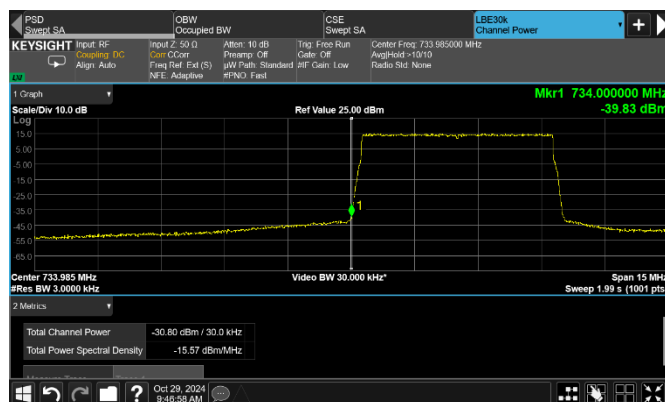 PSD
Swept SA
OBW
Occupied BW
CSE
Swept SA
LBE30k
Channel Power
KEYSIGHT
Input: RF
Coupling: DC
Align: Auto
Input Z: 50 Ω
Corr CCorr
Freq Ref: Ext (S)
NFE: Adaptive
Atten: 10 dB
Preamp: Off
µW Path: Standard
#PNO: Fast
Trig: Free Run
Gate: Off
#IF Gain: Low
Center Freq: 733.985000 MHz
Avg|Hold:>10/10
Radio Std: None
1 Graph
Mkr1 734.000000 MHz
Scale/Div 10.0 dB
Ref Value 25.00 dBm
-39.83 dBm
Log
15.0
5.00
-5.00
-15.0
-25.0
-35.0
-45.0
-55.0
-65.0
1
Center 733.985 MHz
Video BW 30.000 kHz*
Span 15 MHz
#Res BW 3.0000 kHz
Sweep 1.99 s (1001 pts)
2 Metrics
Total Channel Power
-30.80 dBm / 30.0 kHz
Total Power Spectral Density
-15.57 dBm/MHz
Oct 29, 2024
9:46:58 AM